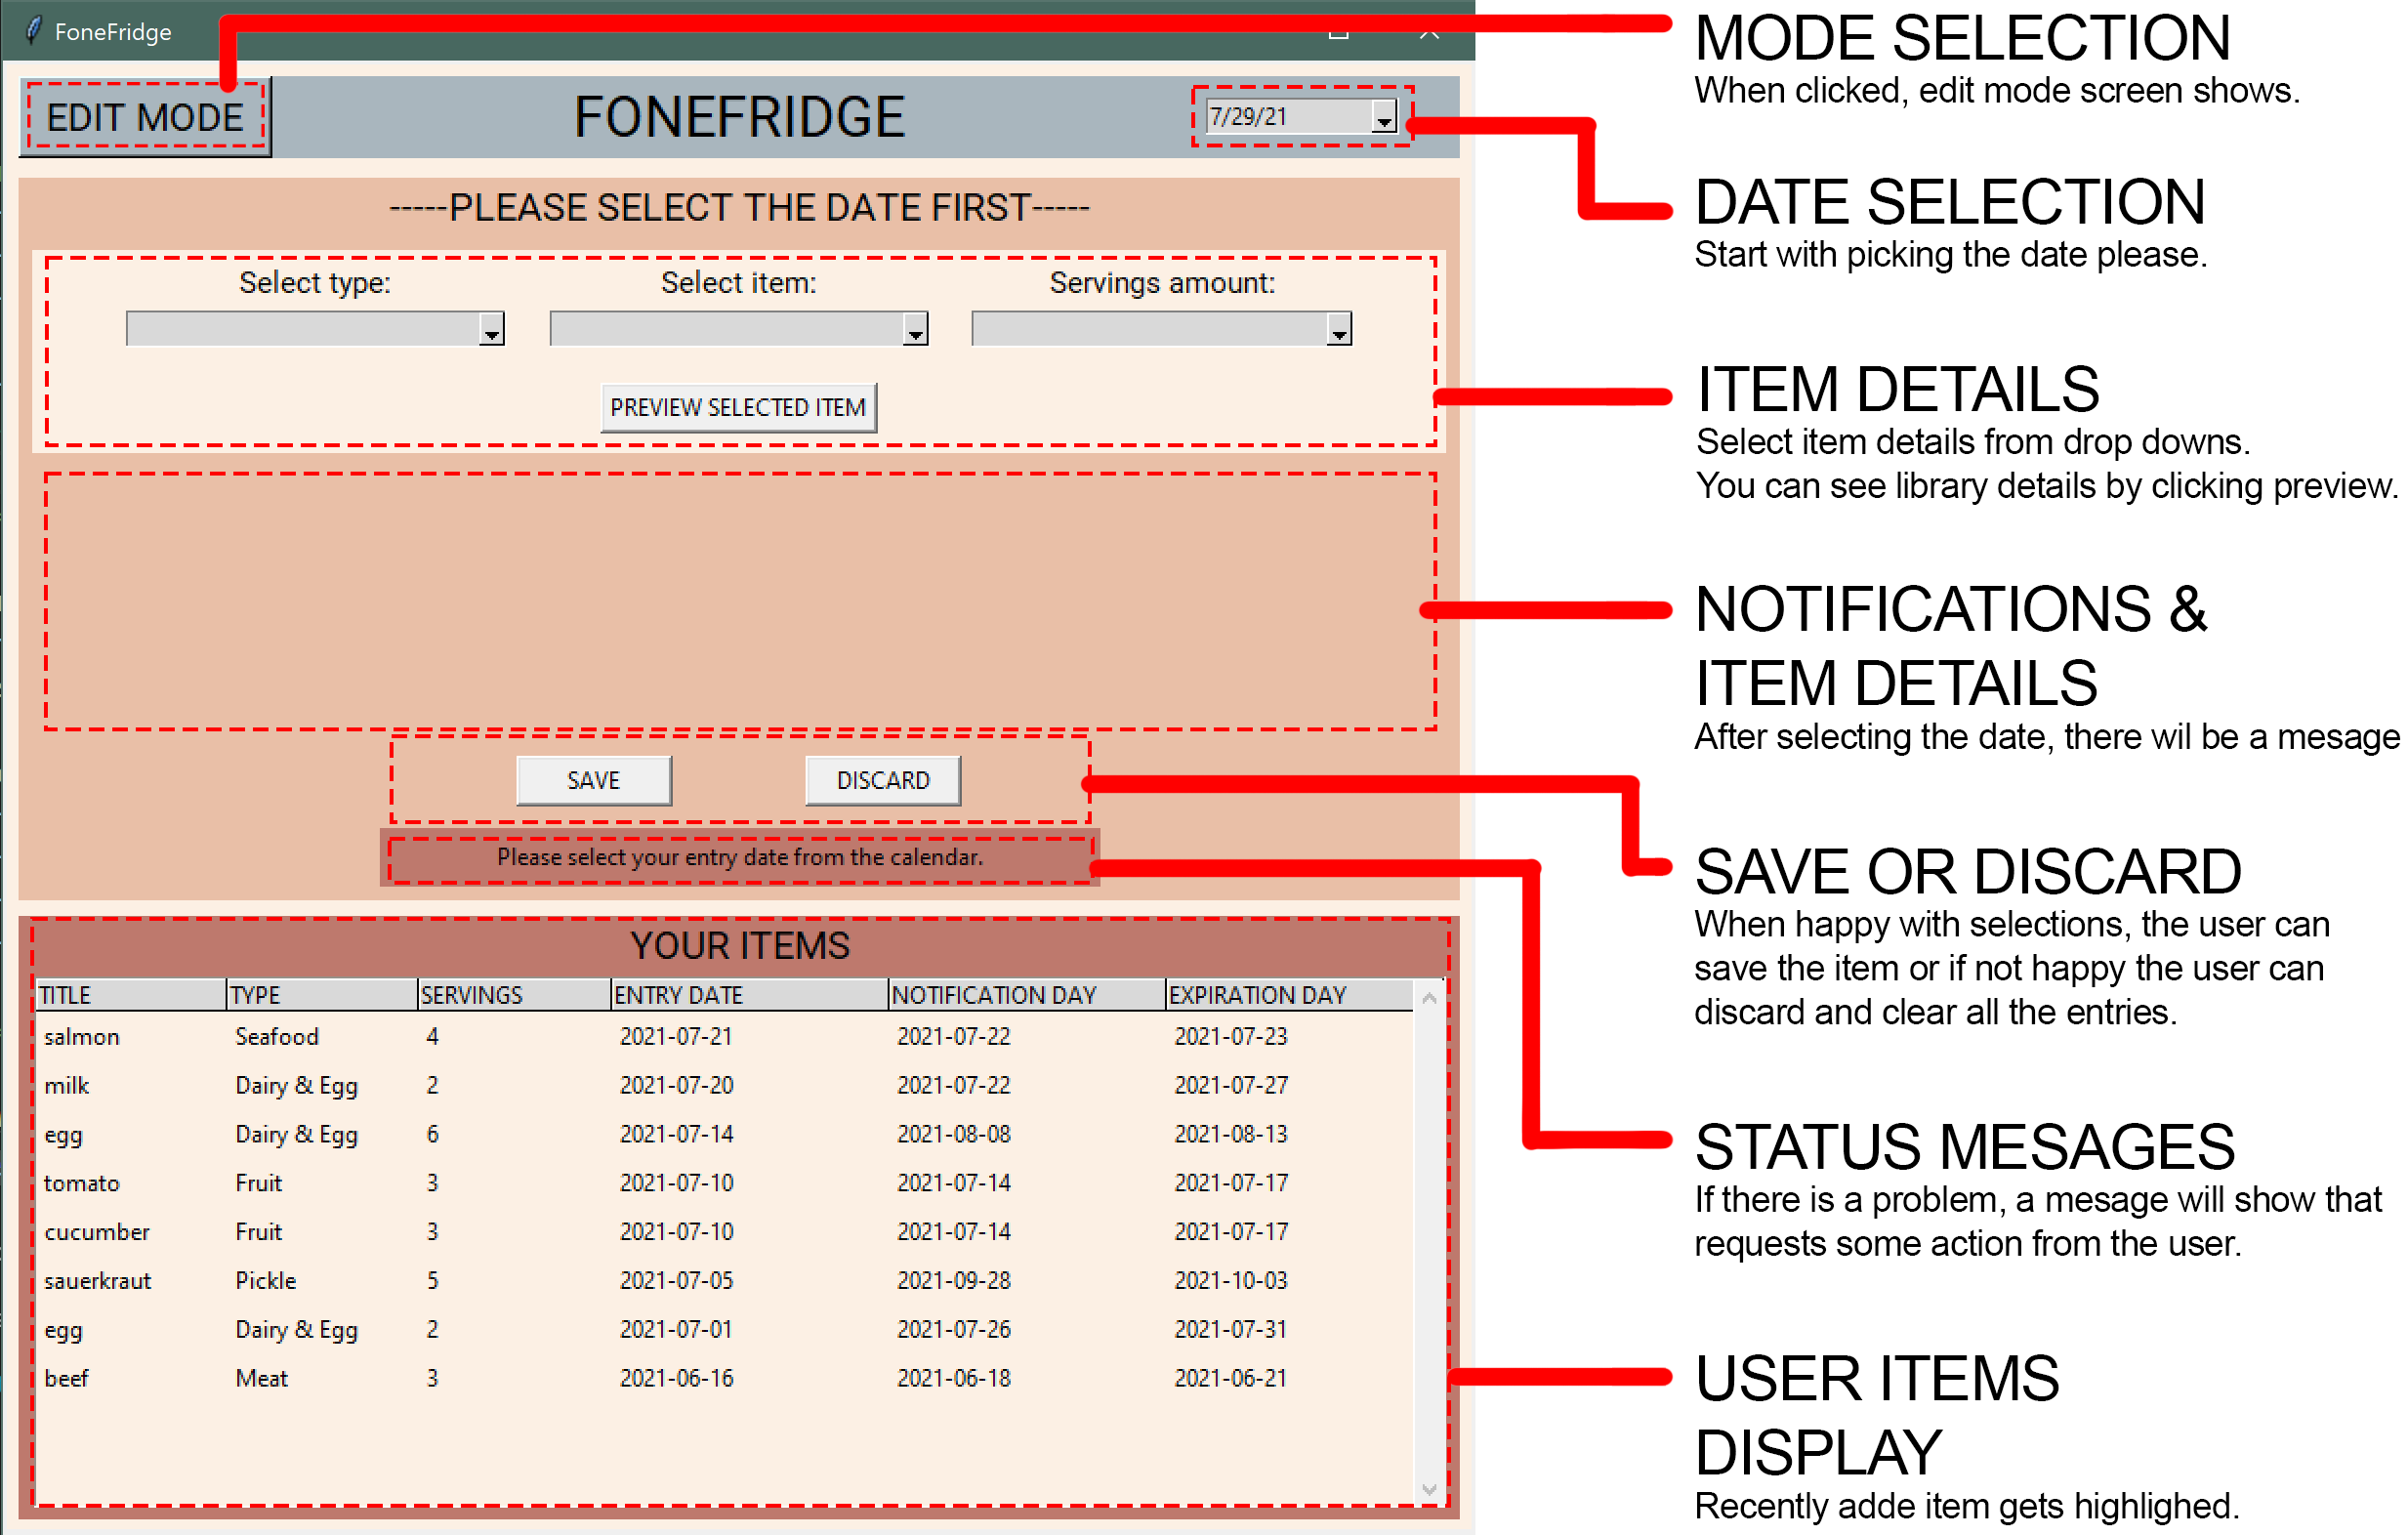 FoneFridge
EDIT MODE
FONEFRIDGE
7/29/21
-----PLEASE SELECT THE DATE FIRST-----
Select type:
Select item:
Servings amount:
PREVIEW SELECTED ITEM
SAVE
DISCARD
Please select your entry date from the calendar.
YOUR ITEMS
TITLE TYPE SERVINGS ENTRY DATE NOTIFICATION DAY EXPIRATION DAY
salmon Seafood 4 2021-07-21 2021-07-22 2021-07-23
milk Dairy & Egg 2 2021-07-20 2021-07-22 2021-07-27
egg Dairy & Egg 6 2021-07-14 2021-08-08 2021-08-13
tomato Fruit 3 2021-07-10 2021-07-14 2021-07-17
cucumber Fruit 3 2021-07-10 2021-07-14 2021-07-17
sauerkraut Pickle 5 2021-07-05 2021-09-28 2021-10-03
egg Dairy & Egg 2 2021-07-01 2021-07-26 2021-07-31
beef Meat 3 2021-06-16 2021-06-18 2021-06-21
MODE SELECTION
When clicked, edit mode screen shows.
DATE SELECTION
Start with picking the date please.
ITEM DETAILS
Select item details from drop downs.
You can see library details by clicking preview.
NOTIFICATIONS &
ITEM DETAILS
After selecting the date, there wil be a mesage
SAVE OR DISCARD
When happy with selections, the user can
save the item or if not happy the user can
discard and clear all the entries.
STATUS MESAGES
If there is a problem, a mesage will show that
requests some action from the user.
USER ITEMS
DISPLAY
Recently adde item gets highlighed.